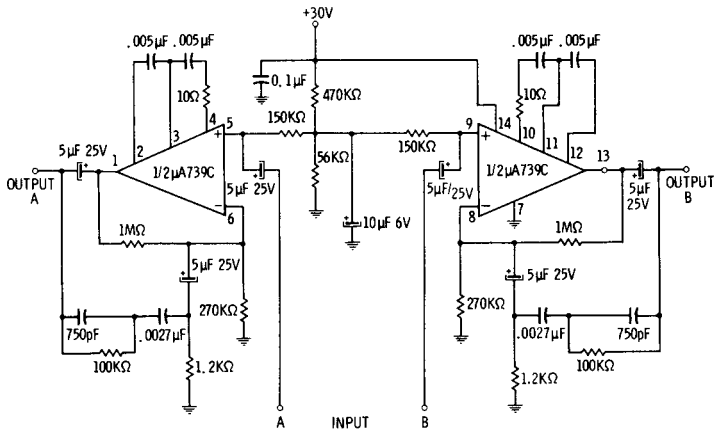 +30V
.005µF .005µF
.005µF .005µF
0.1µF
470KΩ
10Ω
10Ω
150KΩ
150KΩ
2
3
4
5
9
14
10
11
12
13
5µF 25V
1
1/2µA739C
5µF 25V
56KΩ
5µF/25V
1/2µA739C
5µF 25V
OUTPUT A
OUTPUT B
+
−
6
+
−
8
7
10µF 6V
1MΩ
1MΩ
5µF 25V
5µF 25V
270KΩ
270KΩ
750pF
.0027µF
.0027µF
750pF
100KΩ
100KΩ
1.2KΩ
1.2KΩ
A INPUT B